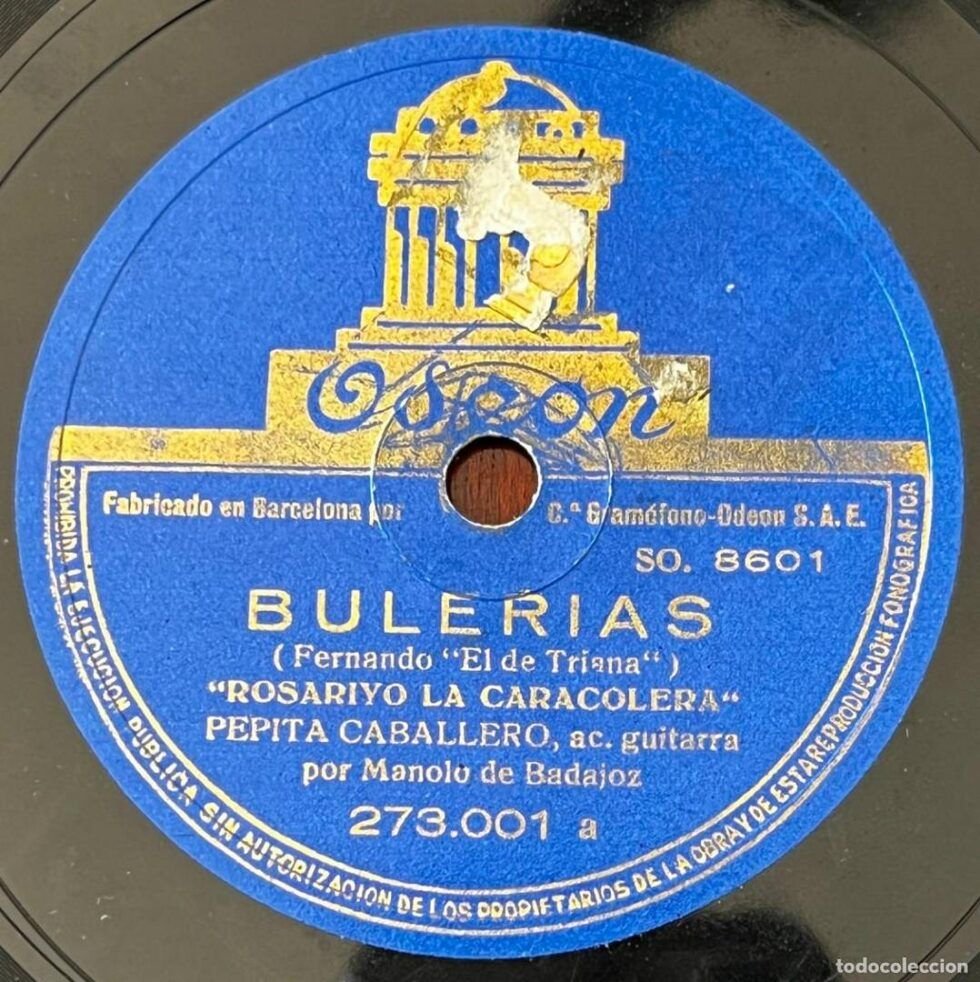 Odeon
Fabricado en Barcelona por C.ª Gramófono-Odeon S. A. E.
SO. 8601
BULERIAS
( Fernando "El de Triana" )
"ROSARIYO LA CARACOLERA"
PEPITA CABALLERO, ac. guitarra
por Manolo de Badajoz
273.001 a
PROHIBIDA LA EJECUCION PUBLICA SIN AUTORIZACION DE LOS PROPIETARIOS DE LA OBRA Y DE ESTA REPRODUCCIÓN FONOGRAFICA
todocoleccion